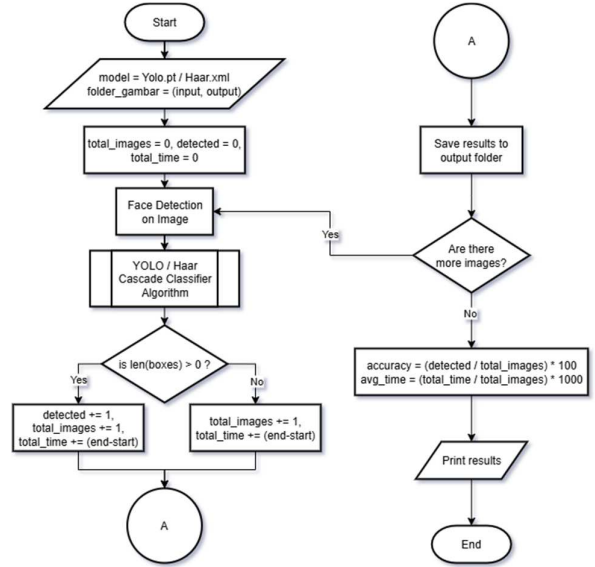 Start
model = Yolo.pt / Haar.xml
folder_gambar = (input, output)
total_images = 0, detected = 0,
total_time = 0
Face Detection
on Image
YOLO / Haar
Cascade Classifier
Algorithm
is len(boxes) > 0 ?
Yes
No
detected += 1,
total_images += 1,
total_time += (end-start)
total_images += 1,
total_time += (end-start)
A
A
Save results to
output folder
Are there
more images?
Yes
No
accuracy = (detected / total_images) * 100
avg_time = (total_time / total_images) * 1000
Print results
End